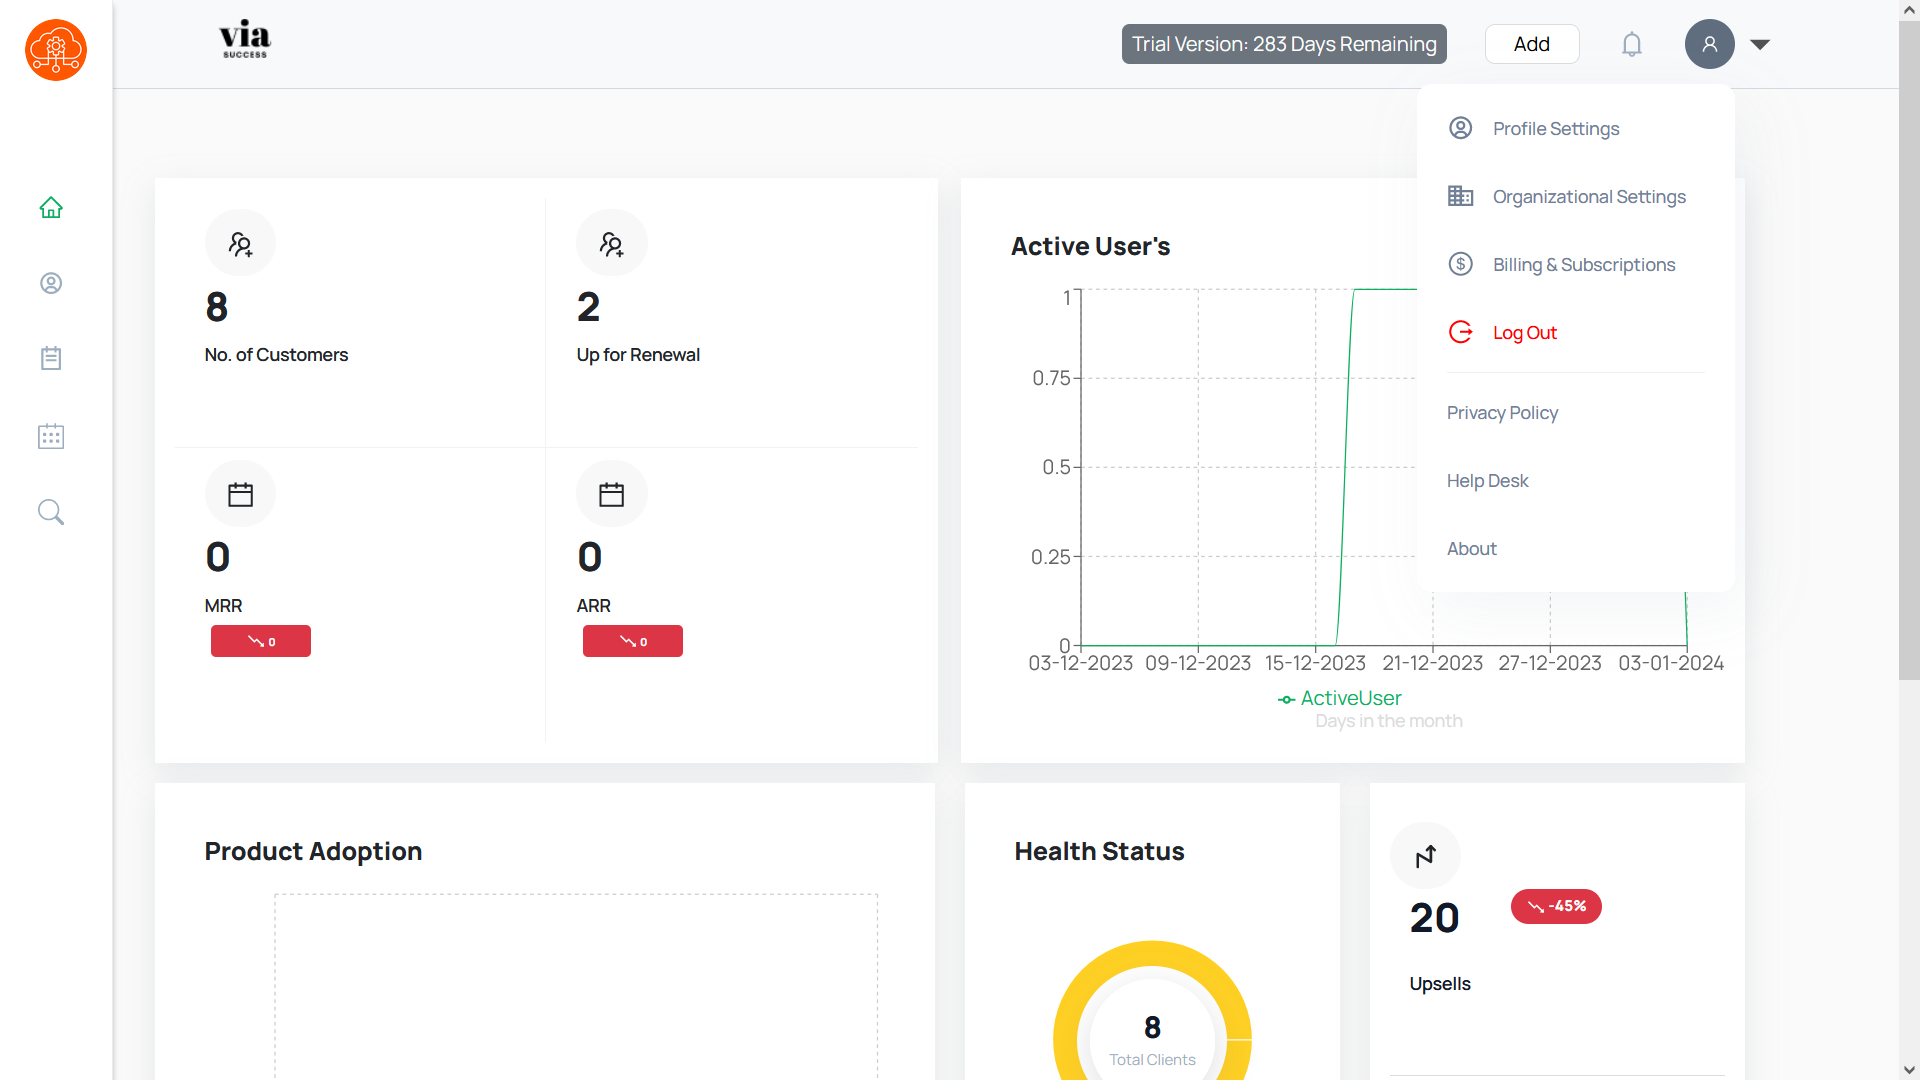 via
SUCCESS
Trial Version: 283 Days Remaining
Add
Profile Settings
Organizational Settings
Billing & Subscriptions
Log Out
Privacy Policy
Help Desk
About
8
No. of Customers
2
Up for Renewal
0
MRR
0
0
ARR
0
Active User's
1
0.75
0.5
0.25
0
03-12-2023 09-12-2023 15-12-2023 21-12-2023 27-12-2023 03-01-2024
ActiveUser
Days in the month
Product Adoption
Health Status
8
Total Clients
20
-45%
Upsells